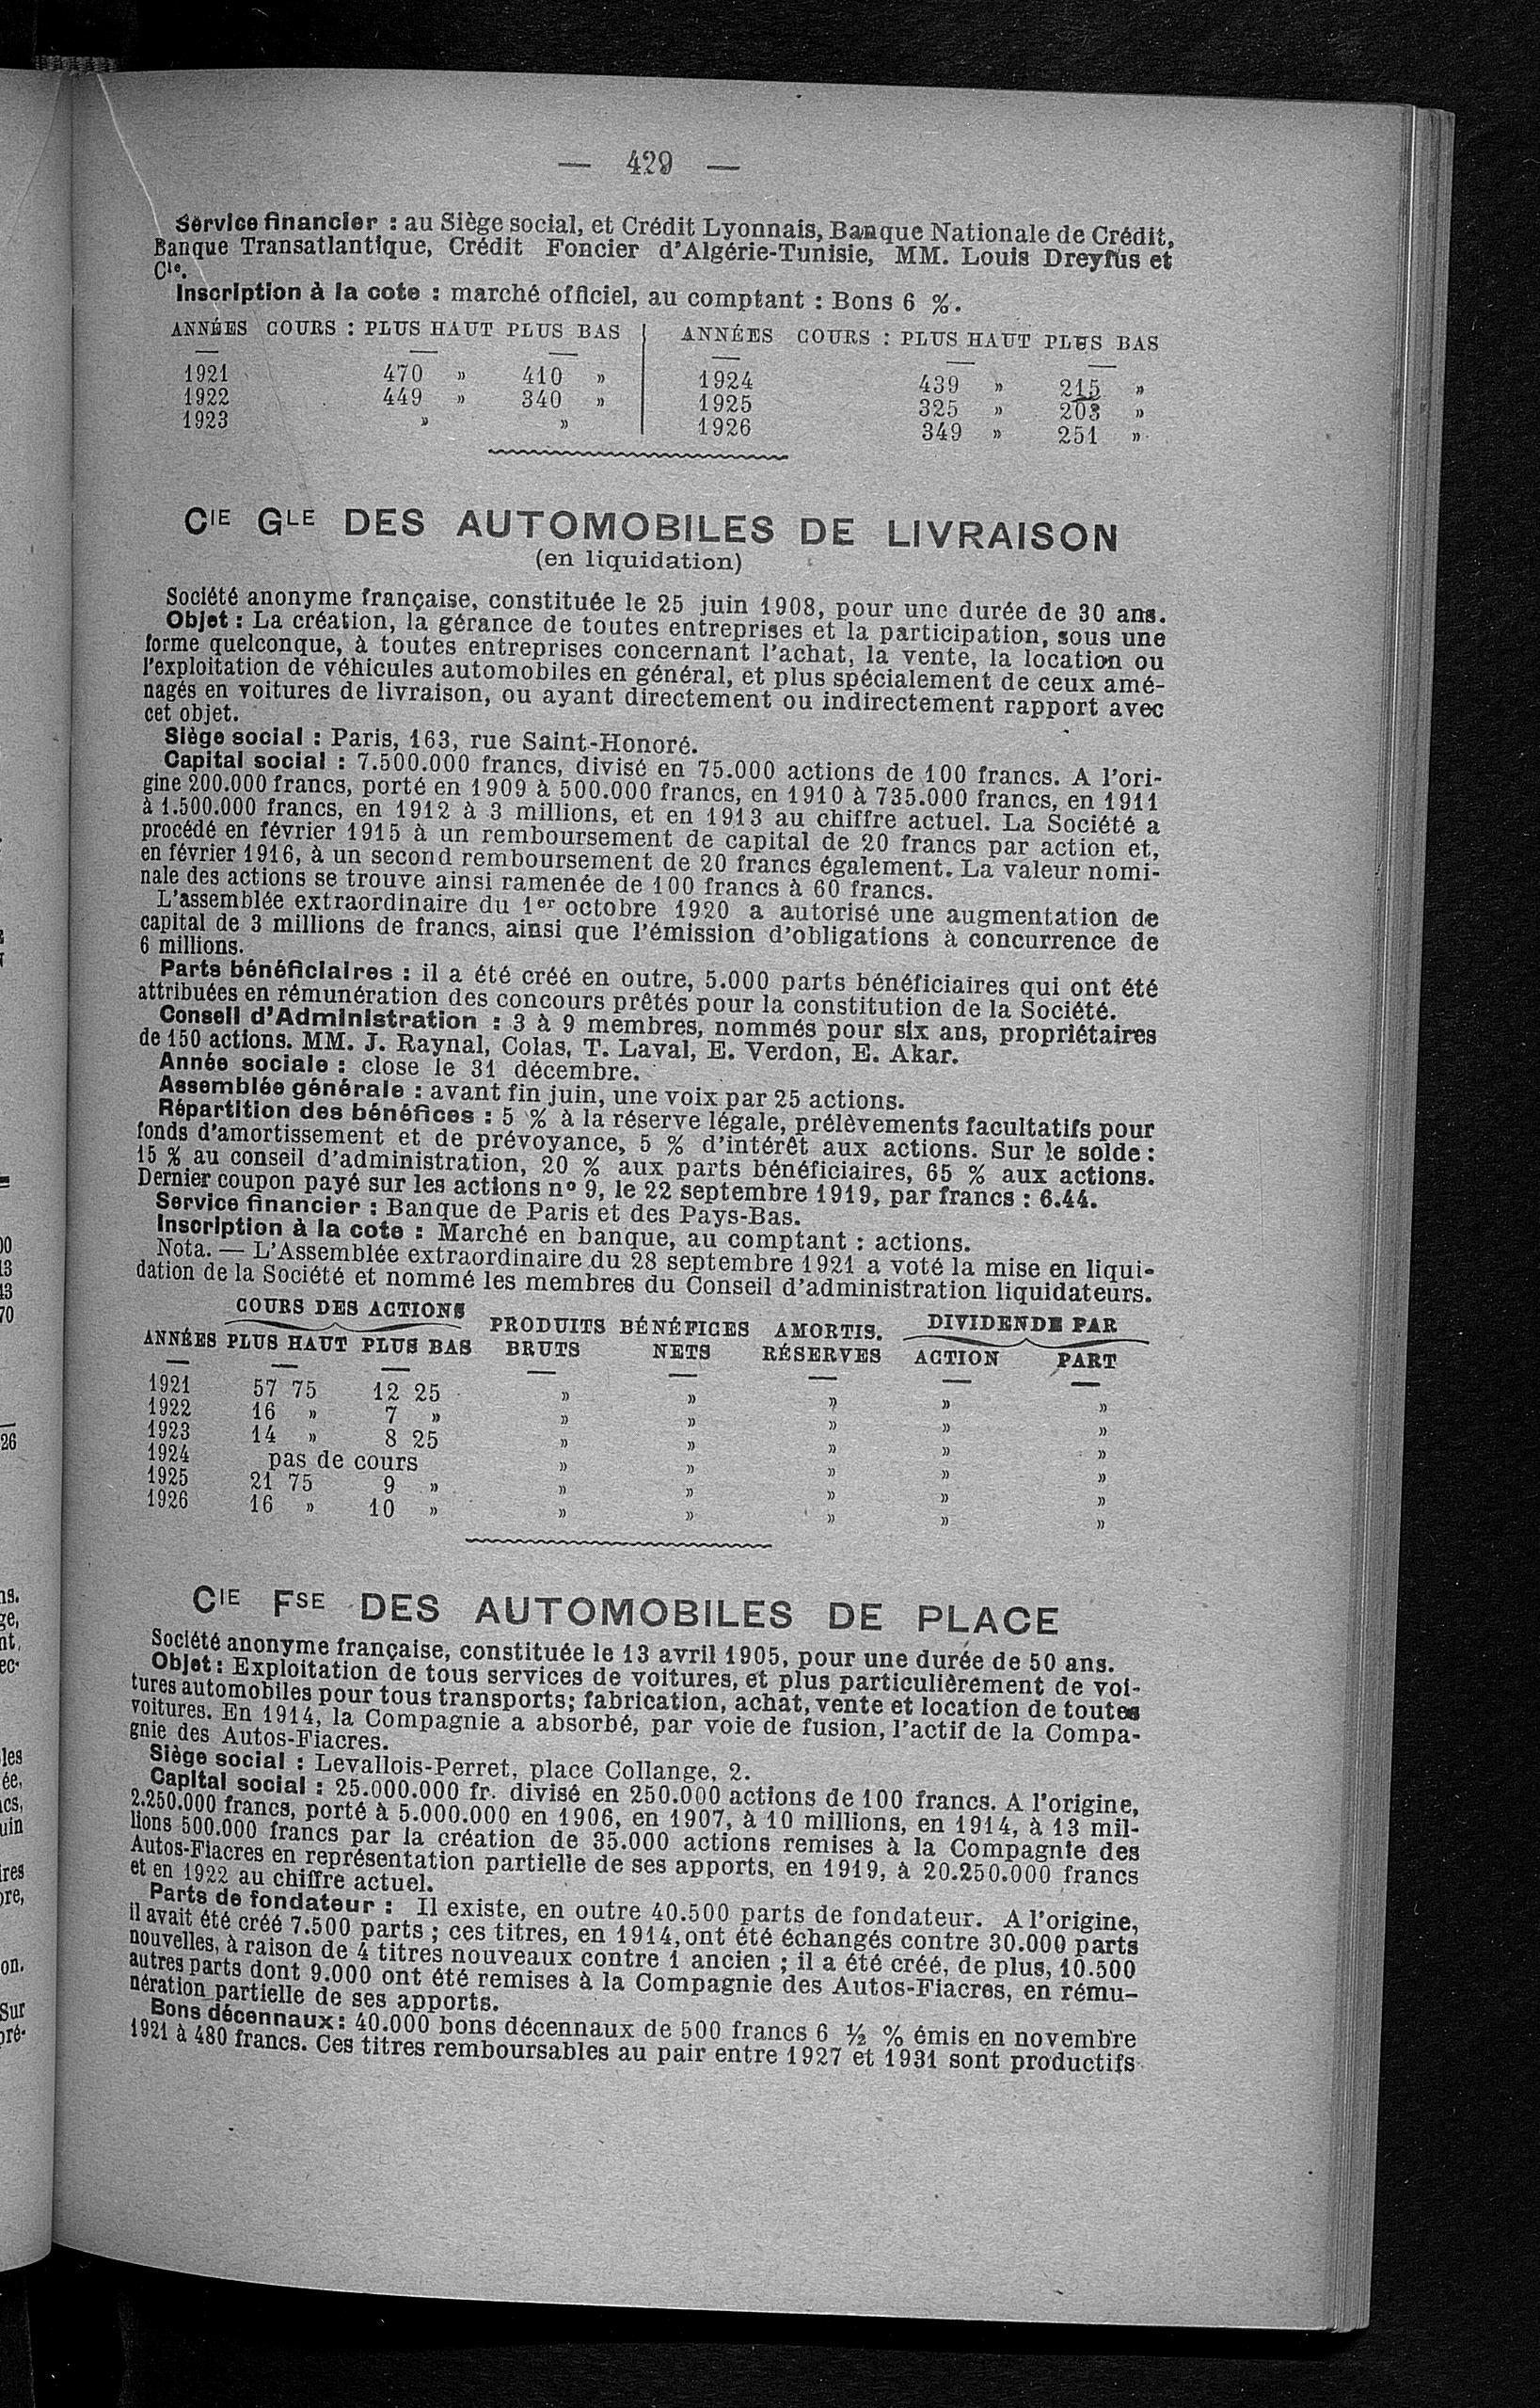 — 429 —
Service financier : au Siège social, et Crédit Lyonnais, Banque Nationale de Crédit,
Banque Transatlantique, Crédit Foncier d'Algérie-Tunisie, MM. Louis Dreyfus et
Cie.
Inscription à la cote : marché officiel, au comptant : Bons 6 %.
ANNÉES COURS : PLUS HAUT PLUS BAS | ANNÉES COURS : PLUS HAUT PLUS BAS
1921 470 » 410 » | 1924 439 » 215 »
1922 449 » 340 » | 1925 325 » 203 »
1923 » » | 1926 349 » 251 »
CIE GLE DES AUTOMOBILES DE LIVRAISON
(en liquidation)
Société anonyme française, constituée le 25 juin 1908, pour une durée de 30 ans.
Objet : La création, la gérance de toutes entreprises et la participation, sous une
forme quelconque, à toutes entreprises concernant l'achat, la vente, la location ou
l'exploitation de véhicules automobiles en général, et plus spécialement de ceux amé-
nagés en voitures de livraison, ou ayant directement ou indirectement rapport avec
cet objet.
Siège social : Paris, 163, rue Saint-Honoré.
Capital social : 7.500.000 francs, divisé en 75.000 actions de 100 francs. A l'ori-
gine 200.000 francs, porté en 1909 à 500.000 francs, en 1910 à 735.000 francs, en 1911
à 1.500.000 francs, en 1912 à 3 millions, et en 1913 au chiffre actuel. La Société a
procédé en février 1915 à un remboursement de capital de 20 francs par action et,
en février 1916, à un second remboursement de 20 francs également. La valeur nomi-
nale des actions se trouve ainsi ramenée de 100 francs à 60 francs.
L'assemblée extraordinaire du 1er octobre 1920 a autorisé une augmentation de
capital de 3 millions de francs, ainsi que l'émission d'obligations à concurrence de
6 millions.
Parts bénéficiaires : il a été créé en outre, 5.000 parts bénéficiaires qui ont été
attribuées en rémunération des concours prêtés pour la constitution de la Société.
Conseil d'Administration : 3 à 9 membres, nommés pour six ans, propriétaires
de 150 actions. MM. J. Raynal, Colas, T. Laval, E. Verdon, E. Akar.
Année sociale : close le 31 décembre.
Assemblée générale : avant fin juin, une voix par 25 actions.
Répartition des bénéfices : 5 % à la réserve légale, prélèvements facultatifs pour
fonds d'amortissement et de prévoyance, 5 % d'intérêt aux actions. Sur le solde :
15 % au conseil d'administration, 20 % aux parts bénéficiaires, 65 % aux actions.
Dernier coupon payé sur les actions nº 9, le 22 septembre 1919, par francs : 6.44.
Service financier : Banque de Paris et des Pays-Bas.
Inscription à la cote : Marché en banque, au comptant : actions.
Nota. — L'Assemblée extraordinaire du 28 septembre 1921 a voté la mise en liqui-
dation de la Société et nommé les membres du Conseil d'administration liquidateurs.
COURS DES ACTIONS PRODUITS BÉNÉFICES AMORTIS. DIVIDENDE PAR
ANNÉES PLUS HAUT PLUS BAS BRUTS NETS RÉSERVES ACTION PART
1921 57 75 12 25 » » » » »
1922 16 » 7 » » » » » »
1923 14 » 8 25 » » » » »
1924 pas de cours » » » » »
1925 21 75 9 » » » » » »
1926 16 » 10 » » » » » »
CIE FSE DES AUTOMOBILES DE PLACE
Société anonyme française, constituée le 13 avril 1905, pour une durée de 50 ans.
Objet : Exploitation de tous services de voitures, et plus particulièrement de voi-
tures automobiles pour tous transports; fabrication, achat, vente et location de toutes
voitures. En 1914, la Compagnie a absorbé, par voie de fusion, l'actif de la Compa-
gnie des Autos-Fiacres.
Siège social : Levallois-Perret, place Collange, 2.
Capital social : 25.000.000 fr. divisé en 250.000 actions de 100 francs. A l'origine,
2.250.000 francs, porté à 5.000.000 en 1906, en 1907, à 10 millions, en 1914, à 13 mil-
lions 500.000 francs par la création de 35.000 actions remises à la Compagnie des
Autos-Fiacres en représentation partielle de ses apports, en 1919, à 20.250.000 francs
et en 1922 au chiffre actuel.
Parts de fondateur : Il existe, en outre 40.500 parts de fondateur. A l'origine,
il avait été créé 7.500 parts ; ces titres, en 1914, ont été échangés contre 30.000 parts
nouvelles, à raison de 4 titres nouveaux contre 1 ancien ; il a été créé, de plus, 10.500
autres parts dont 9.000 ont été remises à la Compagnie des Autos-Fiacres, en rému-
nération partielle de ses apports.
Bons décennaux : 40.000 bons décennaux de 500 francs 6 ½ % émis en novembre
1921 à 480 francs. Ces titres remboursables au pair entre 1927 et 1931 sont productifs